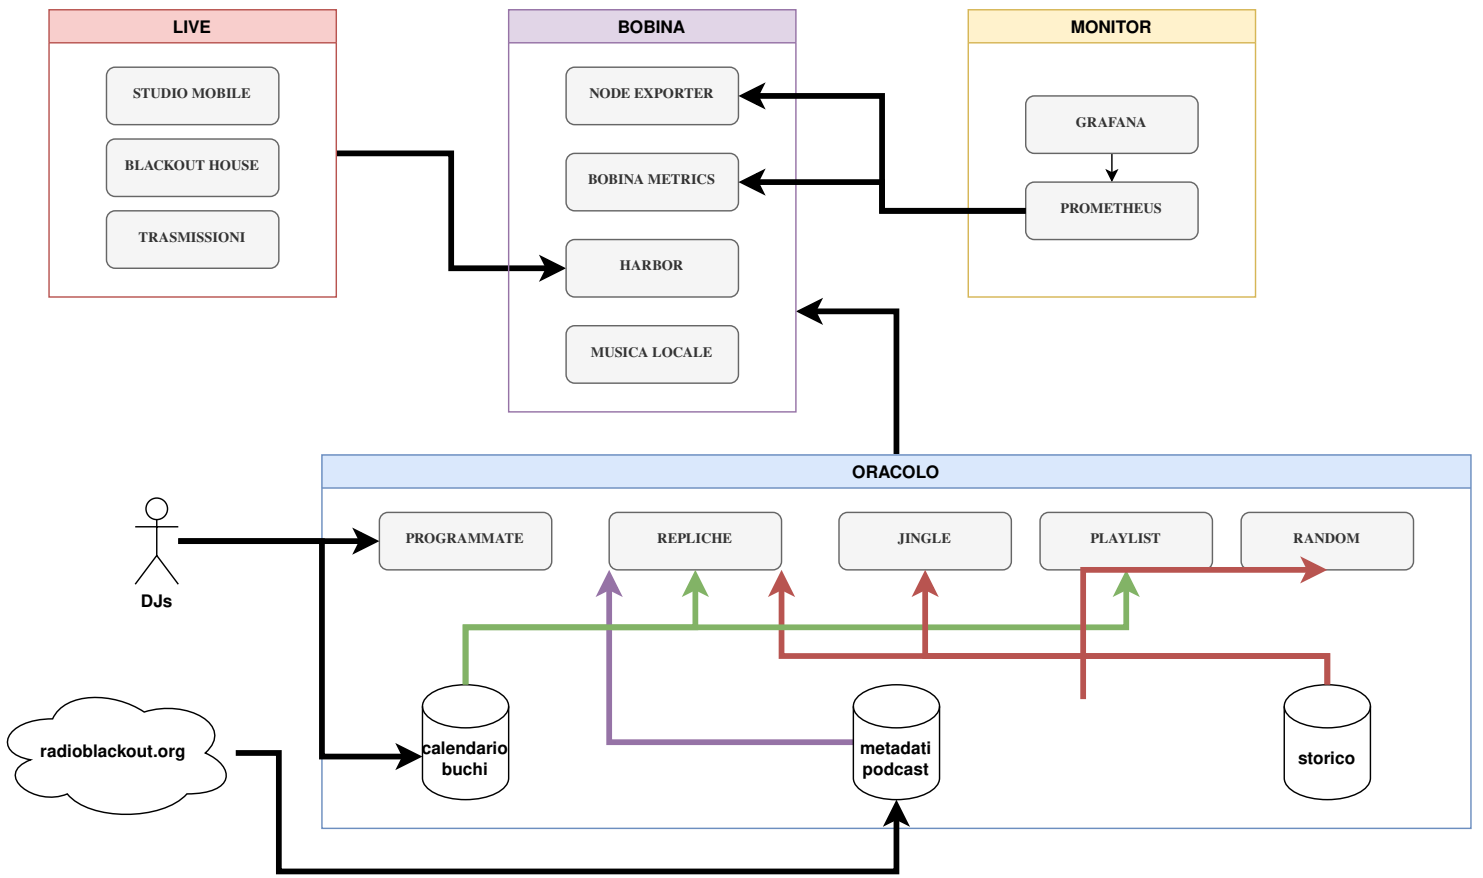 LIVE
BOBINA
MONITOR
STUDIO MOBILE
BLACKOUT HOUSE
TRASMISSIONI
NODE EXPORTER
BOBINA METRICS
HARBOR
MUSICA LOCALE
GRAFANA
PROMETHEUS
ORACOLO
PROGRAMMATE
REPLICHE
JINGLE
PLAYLIST
RANDOM
DJs
radioblackout.org
calendario
buchi
metadati
podcast
storico